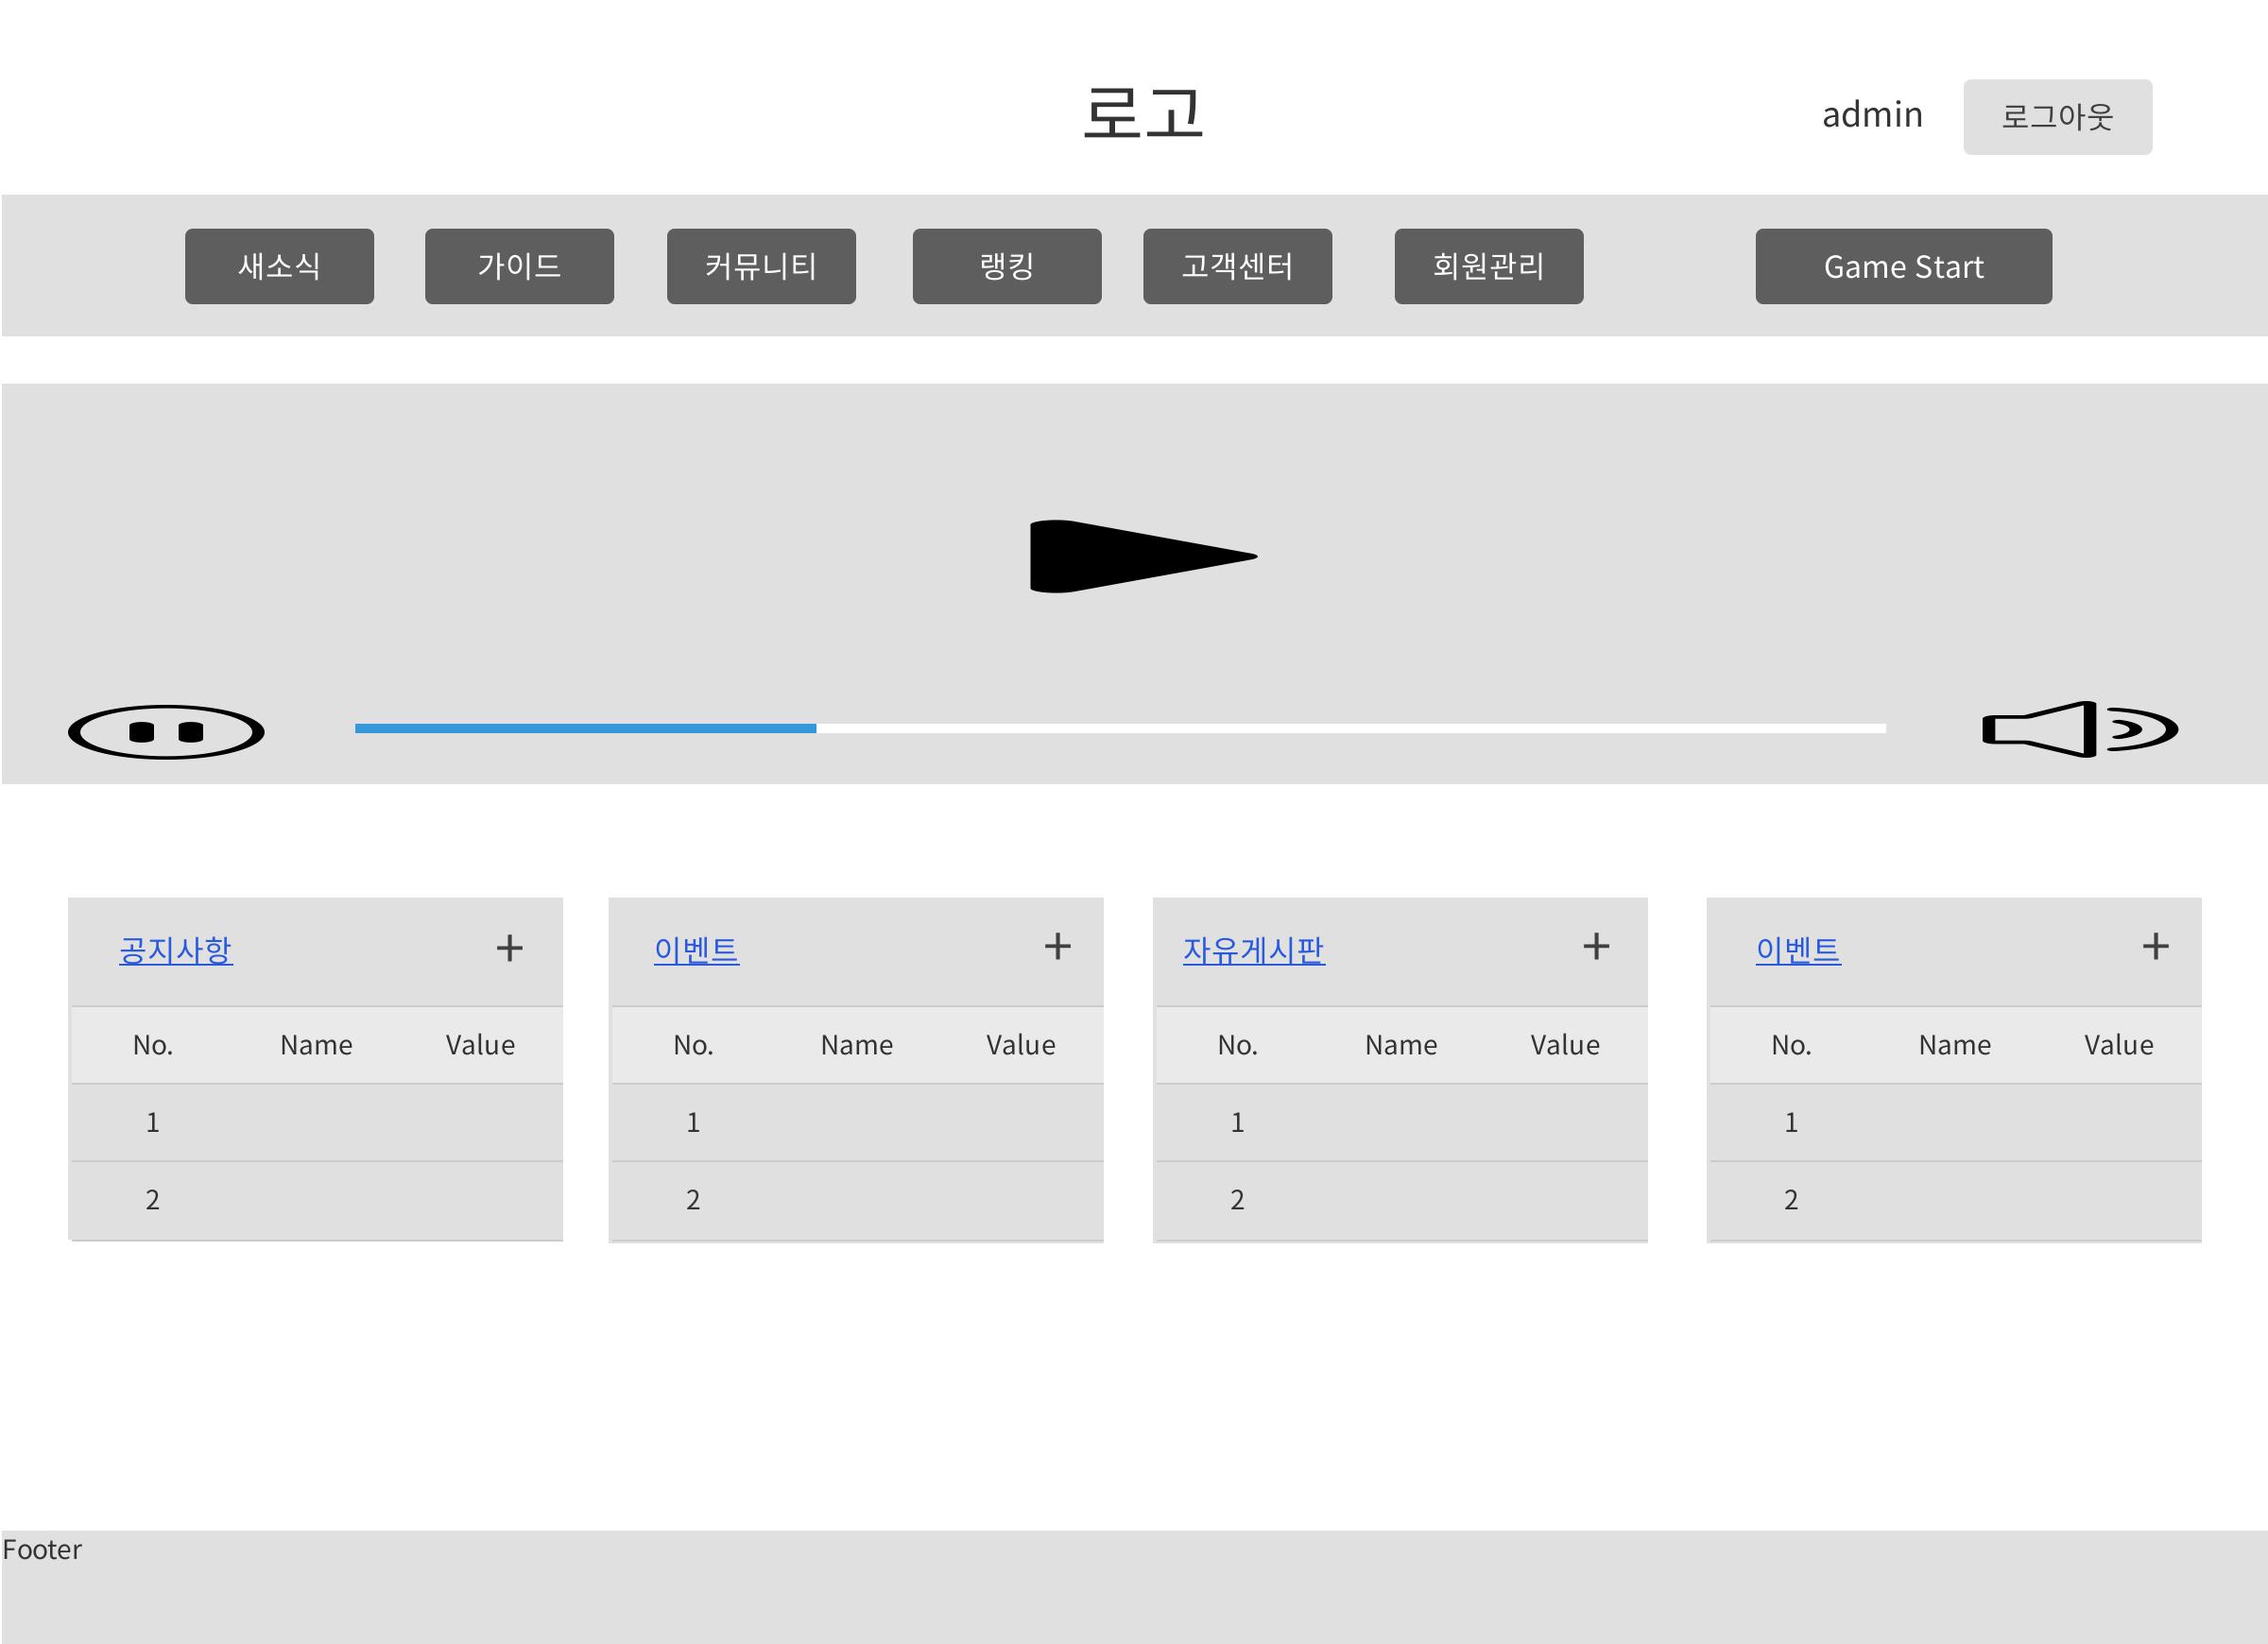 로고
admin 로그아웃
새소식 가이드 커뮤니티 랭킹 고객센터 회원관리 Game Start
공지사항 + 이벤트 + 자유게시판 + 이벤트 +
No. Name Value No. Name Value No. Name Value No. Name Value
1 1 1 1
2 2 2 2
Footer